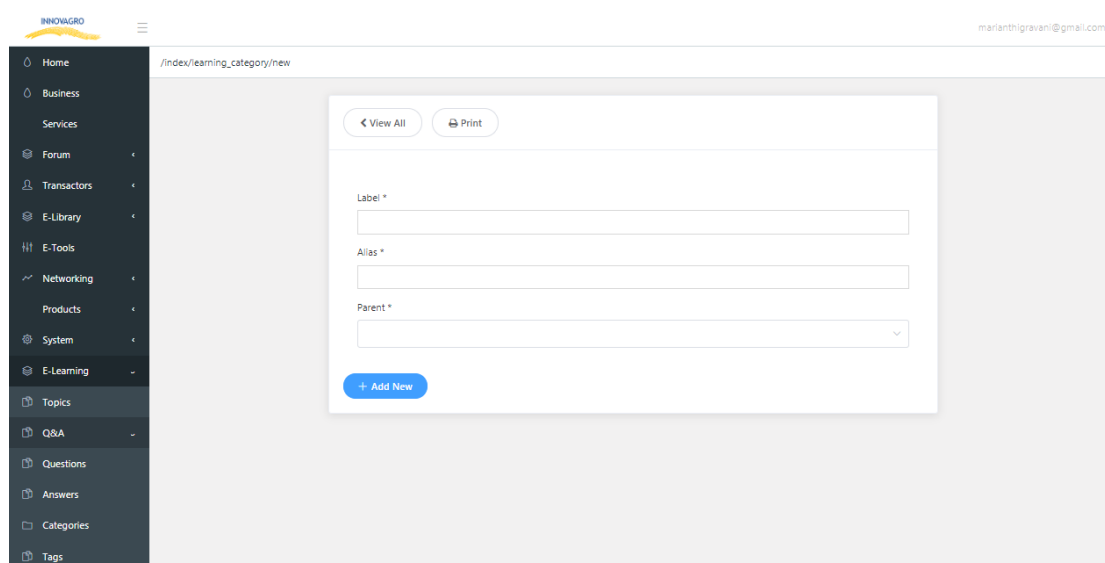 INNOVAGRO
marianthigravani@gmail.com
Home
/index/learning_category/new
Business
Services
Forum
Transactors
E-Library
E-Tools
Networking
Products
System
E-Learning
Topics
Q&A
Questions
Answers
Categories
Tags
View All
Print
Label *
Alias *
Parent *
+ Add New